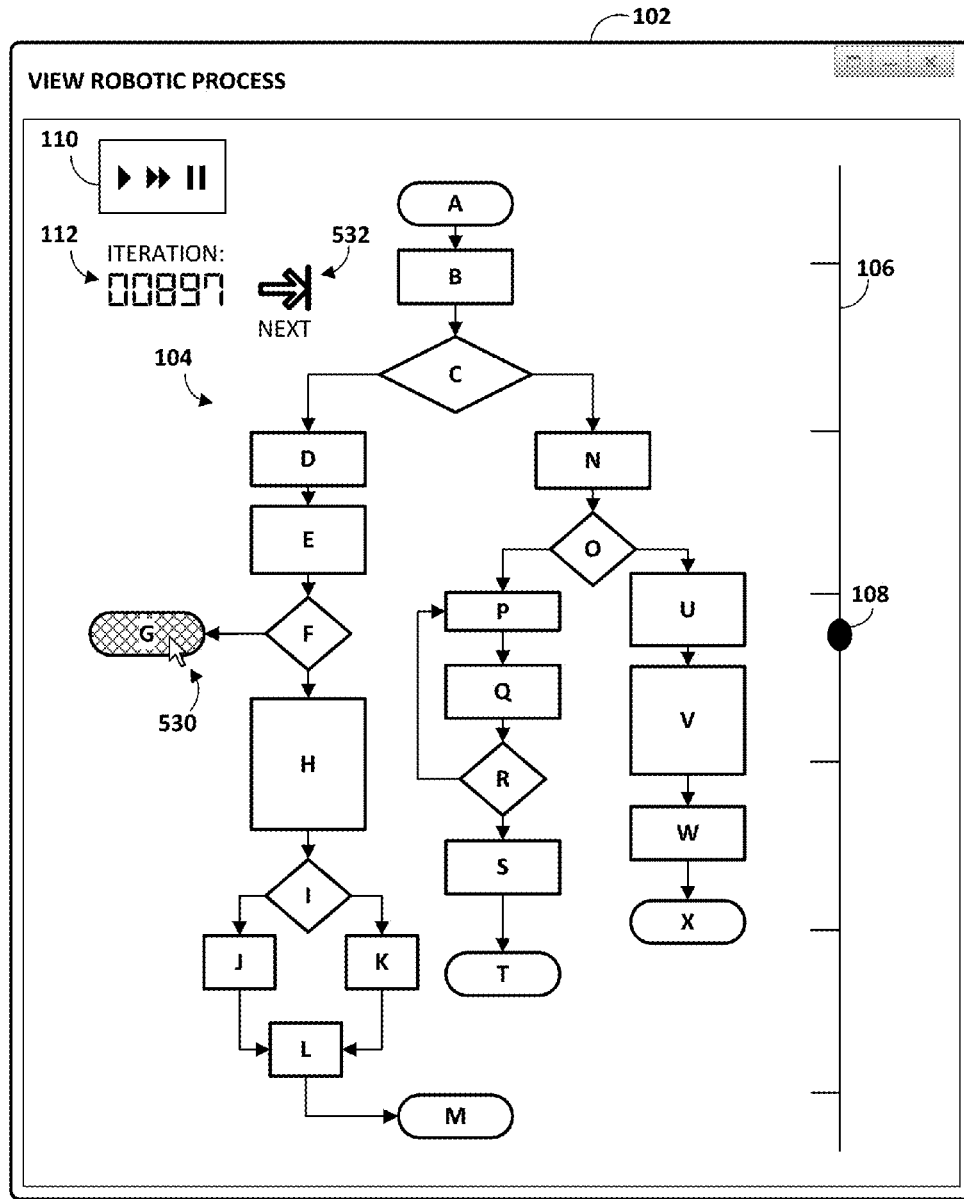 102
VIEW ROBOTIC PROCESS
110
112
ITERATION:
00897
532
NEXT
104
106
108
530
A
B
C
D
E
F
G
H
I
J
K
L
M
N
O
P
Q
R
S
T
U
V
W
X